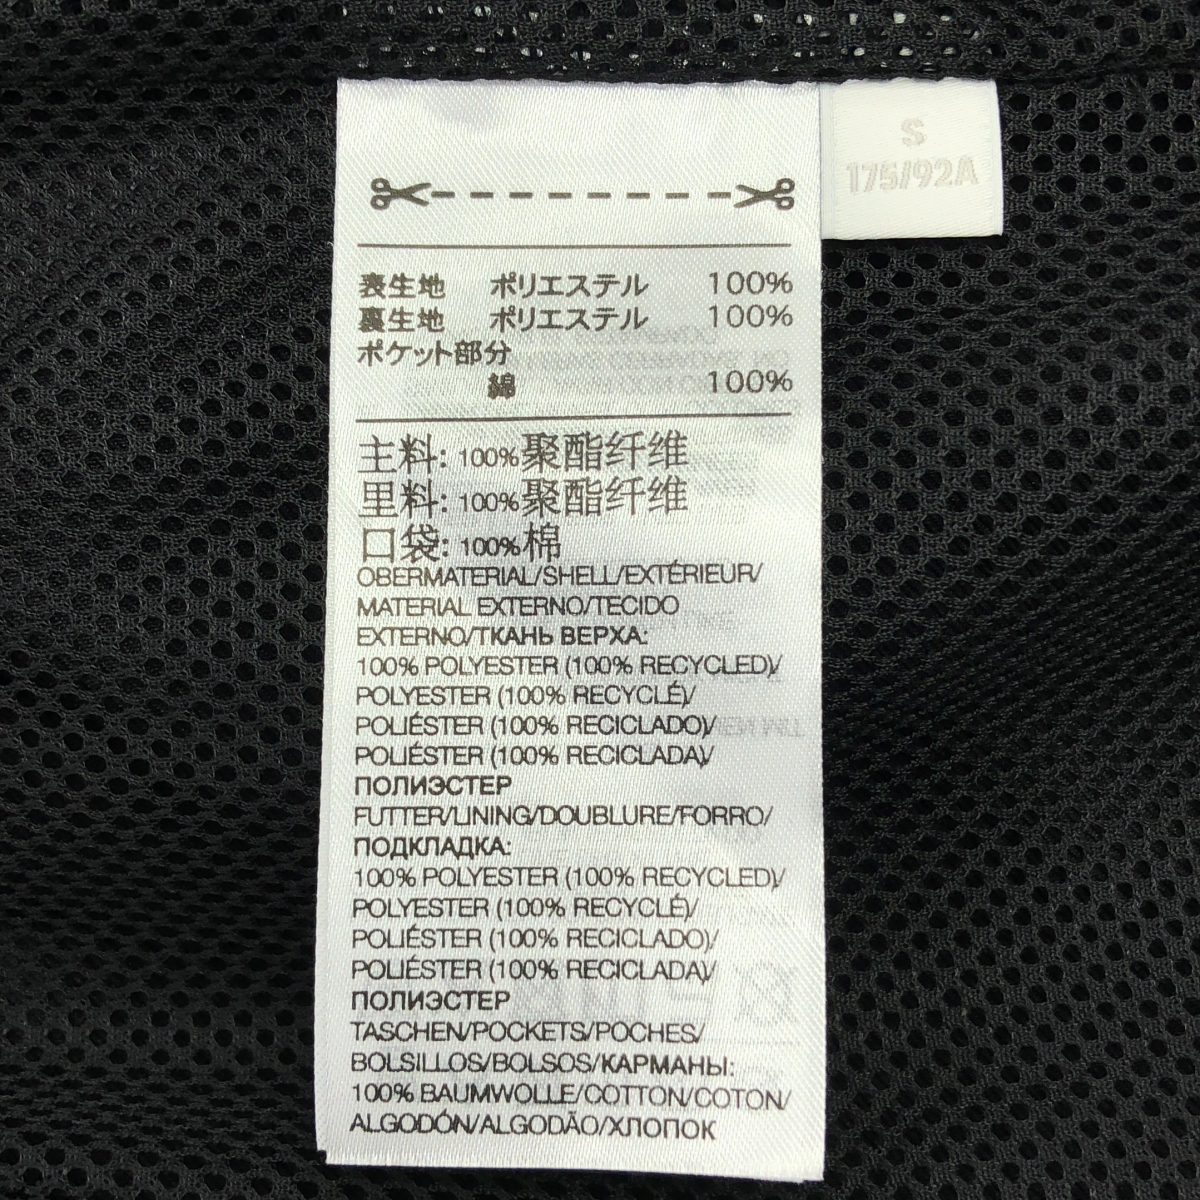 S
175/92A
表生地 ポリエステル 100%
裏生地 ポリエステル 100%
ポケット部分
綿 100%
主料: 100%聚酯纤维
里料: 100%聚酯纤维
口袋: 100%棉
OBERMATERIAL/SHELL/EXTÉRIEUR/
MATERIAL EXTERNO/TECIDO
EXTERNO/ТКАНЬ ВЕРХА:
100% POLYESTER (100% RECYCLED)/
POLYESTER (100% RECYCLÉ)/
POLIÉSTER (100% RECICLADO)/
POLIÉSTER (100% RECICLADA)/
ПОЛИЭСТЕР
FUTTER/LINING/DOUBLURE/FORRO/
ПОДКЛАДКА:
100% POLYESTER (100% RECYCLED)/
POLYESTER (100% RECYCLÉ)/
POLIÉSTER (100% RECICLADO)/
POLIÉSTER (100% RECICLADA)/
ПОЛИЭСТЕР
TASCHEN/POCKETS/POCHES/
BOLSILLOS/BOLSOS/КАРМАНЫ:
100% BAUMWOLLE/COTTON/COTON/
ALGODÓN/ALGODÃO/ХЛОПОК